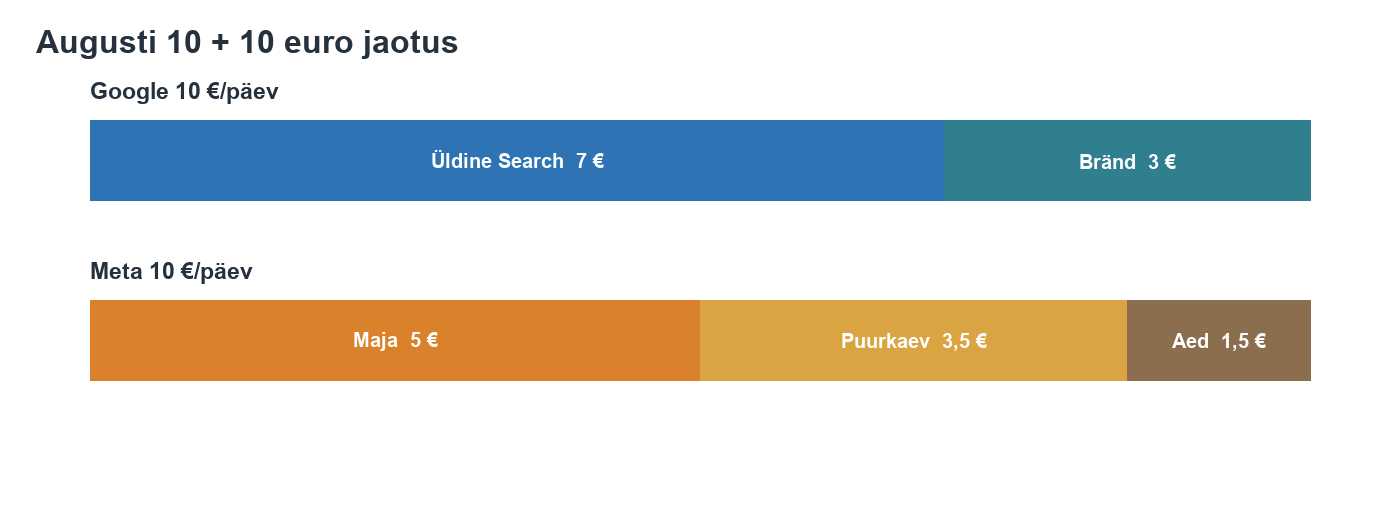 Augusti 10 + 10 euro jaotus
Google 10 €/päev
Üldine Search  7 €
Bränd  3 €
Meta 10 €/päev
Maja  5 €
Puurkaev  3,5 €
Aed  1,5 €